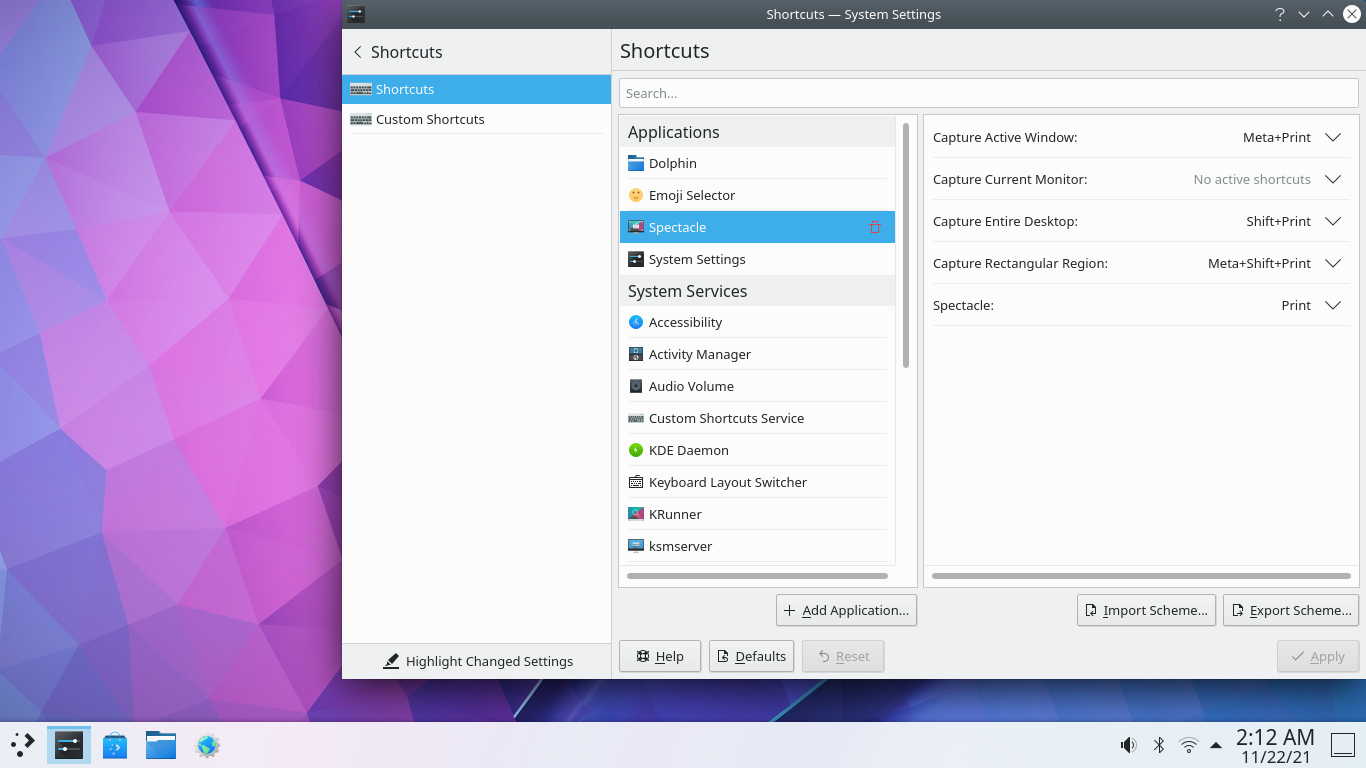 Shortcuts — System Settings
Shortcuts
Shortcuts
Custom Shortcuts
Highlight Changed Settings
Shortcuts
Search...
Applications
Dolphin
Emoji Selector
Spectacle
System Settings
System Services
Accessibility
Activity Manager
Audio Volume
Custom Shortcuts Service
KDE Daemon
Keyboard Layout Switcher
KRunner
ksmserver
Capture Active Window: Meta+Print
Capture Current Monitor: No active shortcuts
Capture Entire Desktop: Shift+Print
Capture Rectangular Region: Meta+Shift+Print
Spectacle: Print
Add Application... Import Scheme... Export Scheme...
Help Defaults Reset Apply
2:12 AM
11/22/21